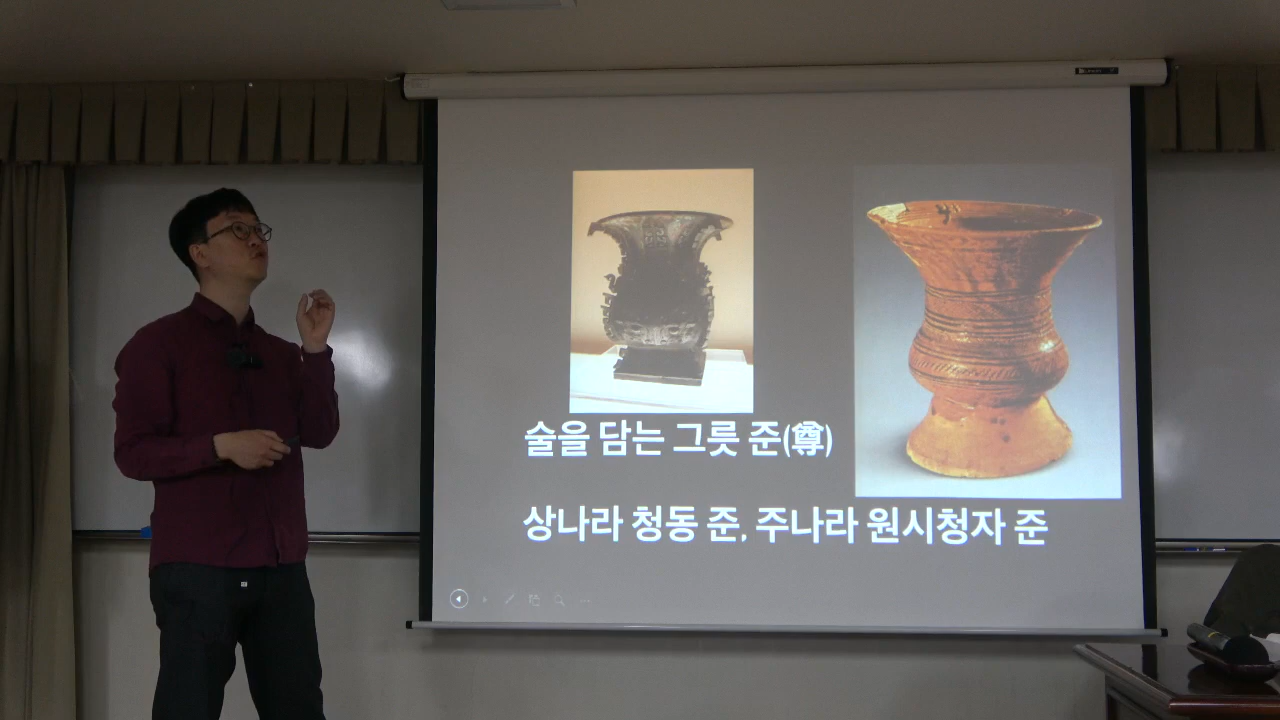 술을 담는 그릇 준(尊)
상나라 청동 준, 주나라 원시청자 준